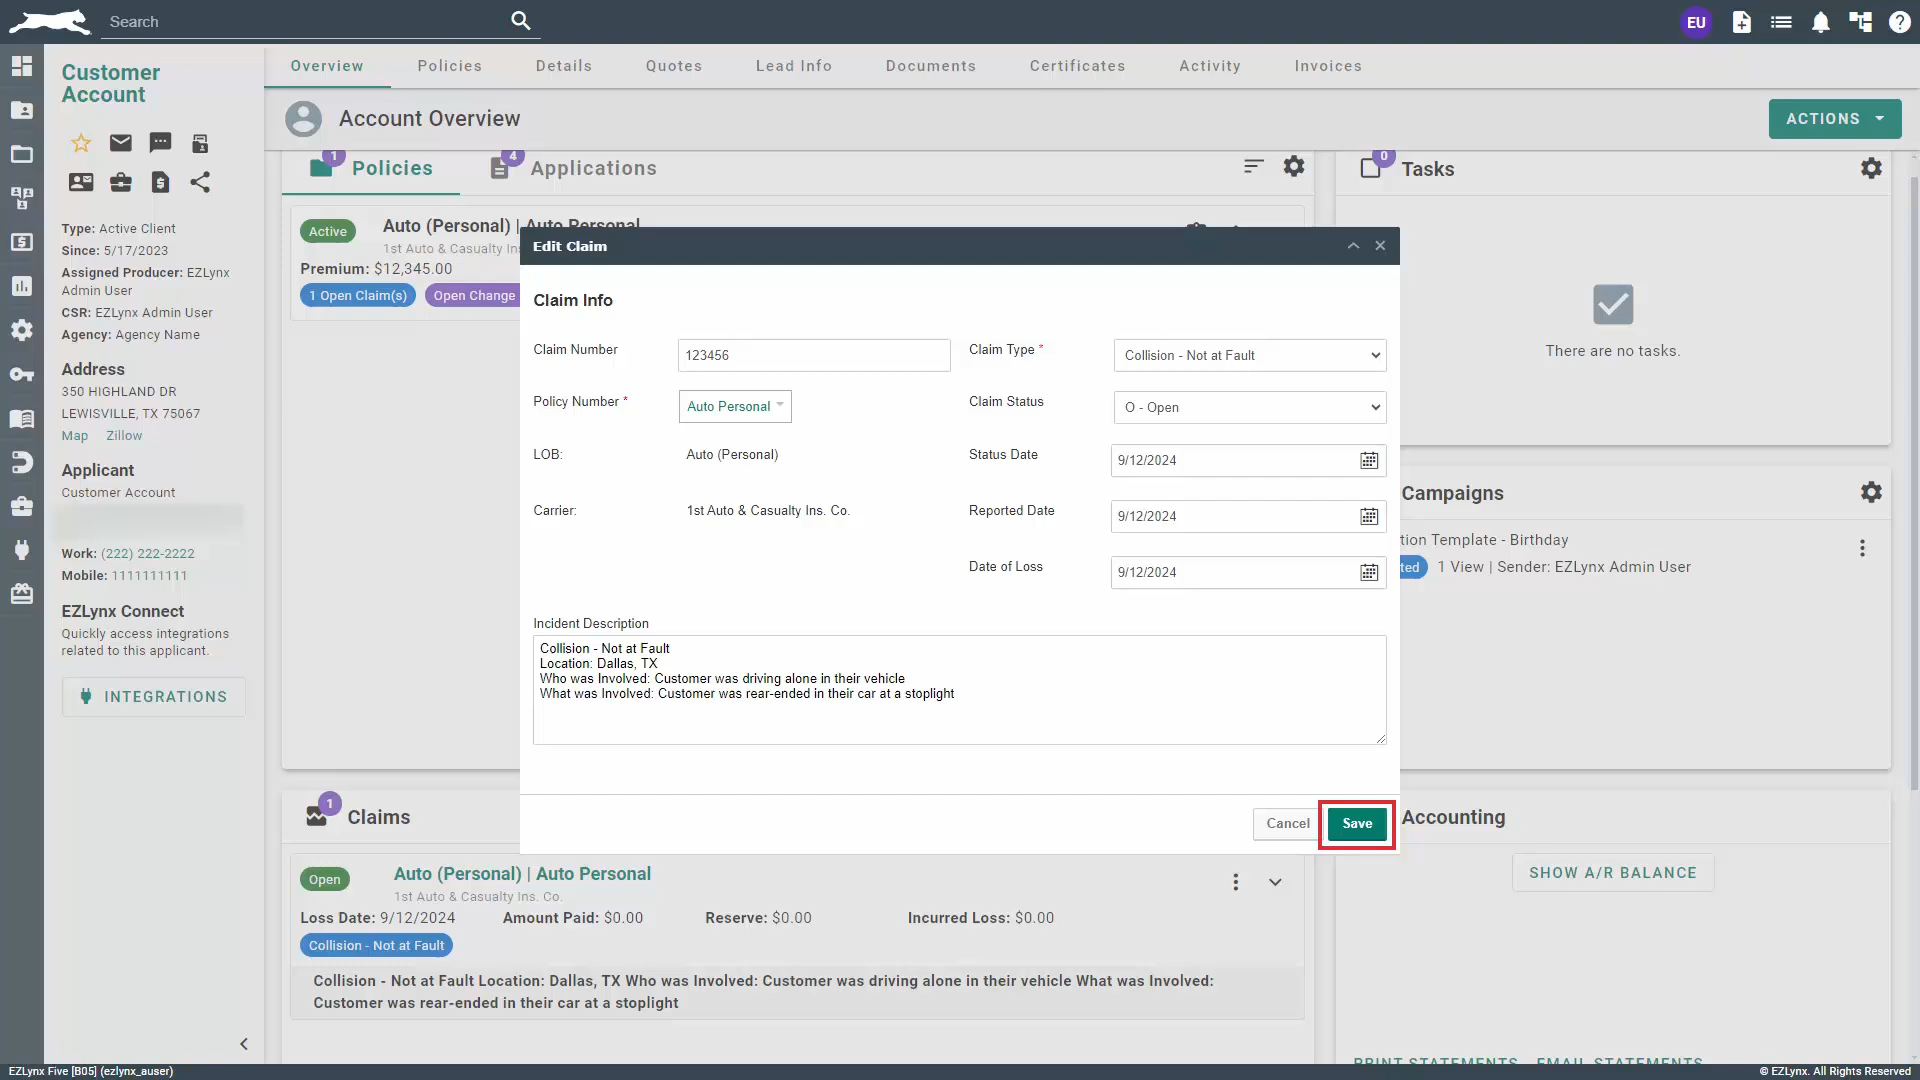 Search
EU
Customer
Account
Type: Active Client
Since: 5/17/2023
Assigned Producer: EZLynx
Admin User
CSR: EZLynx Admin User
Agency: Agency Name
Address
350 HIGHLAND DR
LEWISVILLE, TX 75067
Map Zillow
Applicant
Customer Account
Work: (222) 222-2222
Mobile: 1111111111
EZLynx Connect
Quickly access integrations
related to this applicant.
INTEGRATIONS
Overview Policies Details Quotes Lead Info Documents Certificates Activity Invoices
Account Overview
ACTIONS
1 Policies 4 Applications
Active Auto (Personal) | Auto Personal
1st Auto & Casualty Ins
Premium: $12,345.00
1 Open Claim(s) Open Change
0 Tasks
There are no tasks.
Campaigns
tion Template - Birthday
ted 1 View | Sender: EZLynx Admin User
Edit Claim
Claim Info
Claim Number 123456 Claim Type * Collision - Not at Fault
Policy Number * Auto Personal Claim Status O - Open
LOB: Auto (Personal) Status Date 9/12/2024
Carrier: 1st Auto & Casualty Ins. Co. Reported Date 9/12/2024
Date of Loss 9/12/2024
Incident Description
Collision - Not at Fault
Location: Dallas, TX
Who was Involved: Customer was driving alone in their vehicle
What was Involved: Customer was rear-ended in their car at a stoplight
Cancel Save
1 Claims
Open Auto (Personal) | Auto Personal
1st Auto & Casualty Ins. Co.
Loss Date: 9/12/2024 Amount Paid: $0.00 Reserve: $0.00 Incurred Loss: $0.00
Collision - Not at Fault
Collision - Not at Fault Location: Dallas, TX Who was Involved: Customer was driving alone in their vehicle What was Involved:
Customer was rear-ended in their car at a stoplight
Accounting
SHOW A/R BALANCE
PRINT STATEMENTS EMAIL STATEMENTS
EZLynx Five [B05] (ezlynx_auser)
© EZLynx. All Rights Reserved